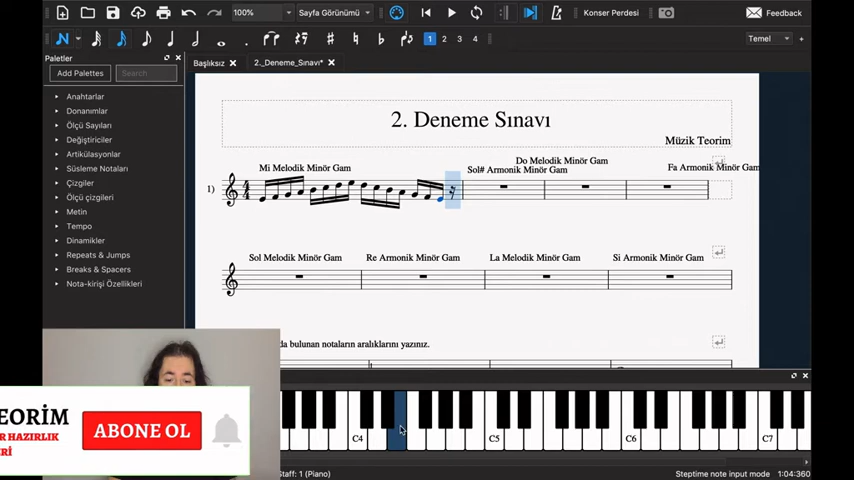 100%
Sayfa Görünümü
Konser Perdesi
Feedback
1 2 3 4
Temel
+
Paletler
Başlıksız
2._Deneme_Sınavı*
Add Palettes
Search
Anahtarlar
Donanımlar
Ölçü Sayıları
Değiştiriciler
Artikülasyonlar
Süsleme Notaları
Çizgiler
Ölçü çizgileri
Metin
Tempo
Dinamikler
Repeats & Jumps
Breaks & Spacers
Nota-kirişi Özellikleri
2. Deneme Sınavı
Müzik Teorim
Mi Melodik Minör Gam
Do Melodik Minör Gam
Sol# Armonik Minör Gam
Fa Armonik Minör Gam
1)
Sol Melodik Minör Gam
Re Armonik Minör Gam
La Melodik Minör Gam
Si Armonik Minör Gam
da bulunan notaların aralıklarını yazınız.
EORİM
R HAZIRLIK
ERİ
ABONE OL
C4
C5
C6
C7
Staff: 1 (Piano)
Steptime note input mode
1:04:360